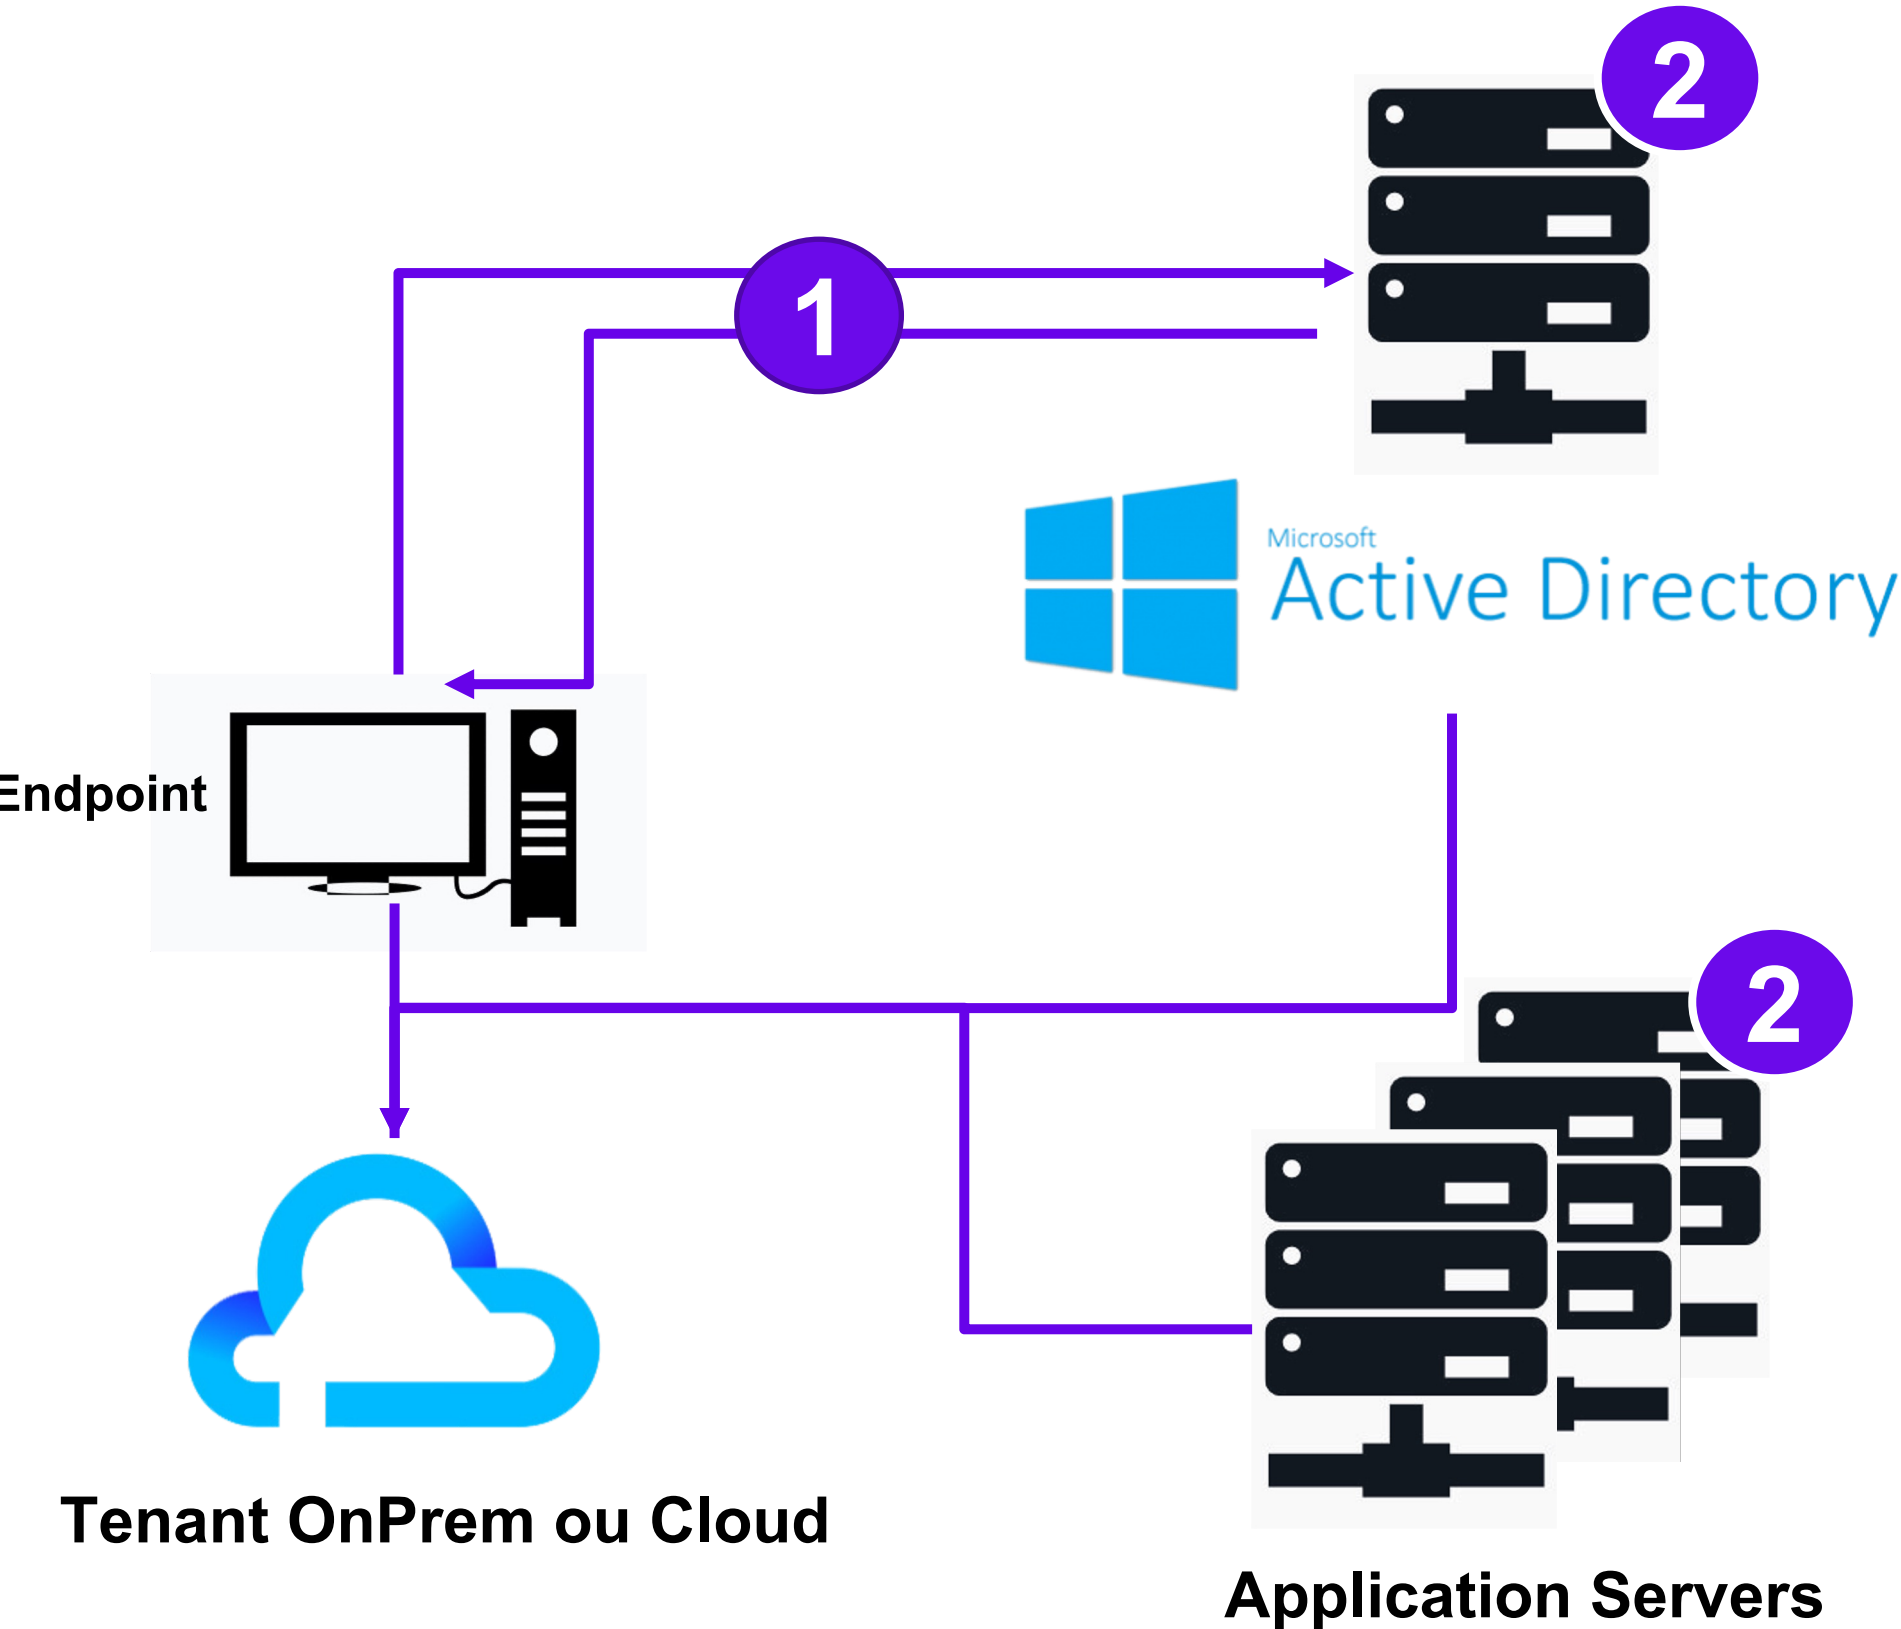 2
1
Microsoft
Active Directory
Endpoint
2
Tenant OnPrem ou Cloud
Application Servers